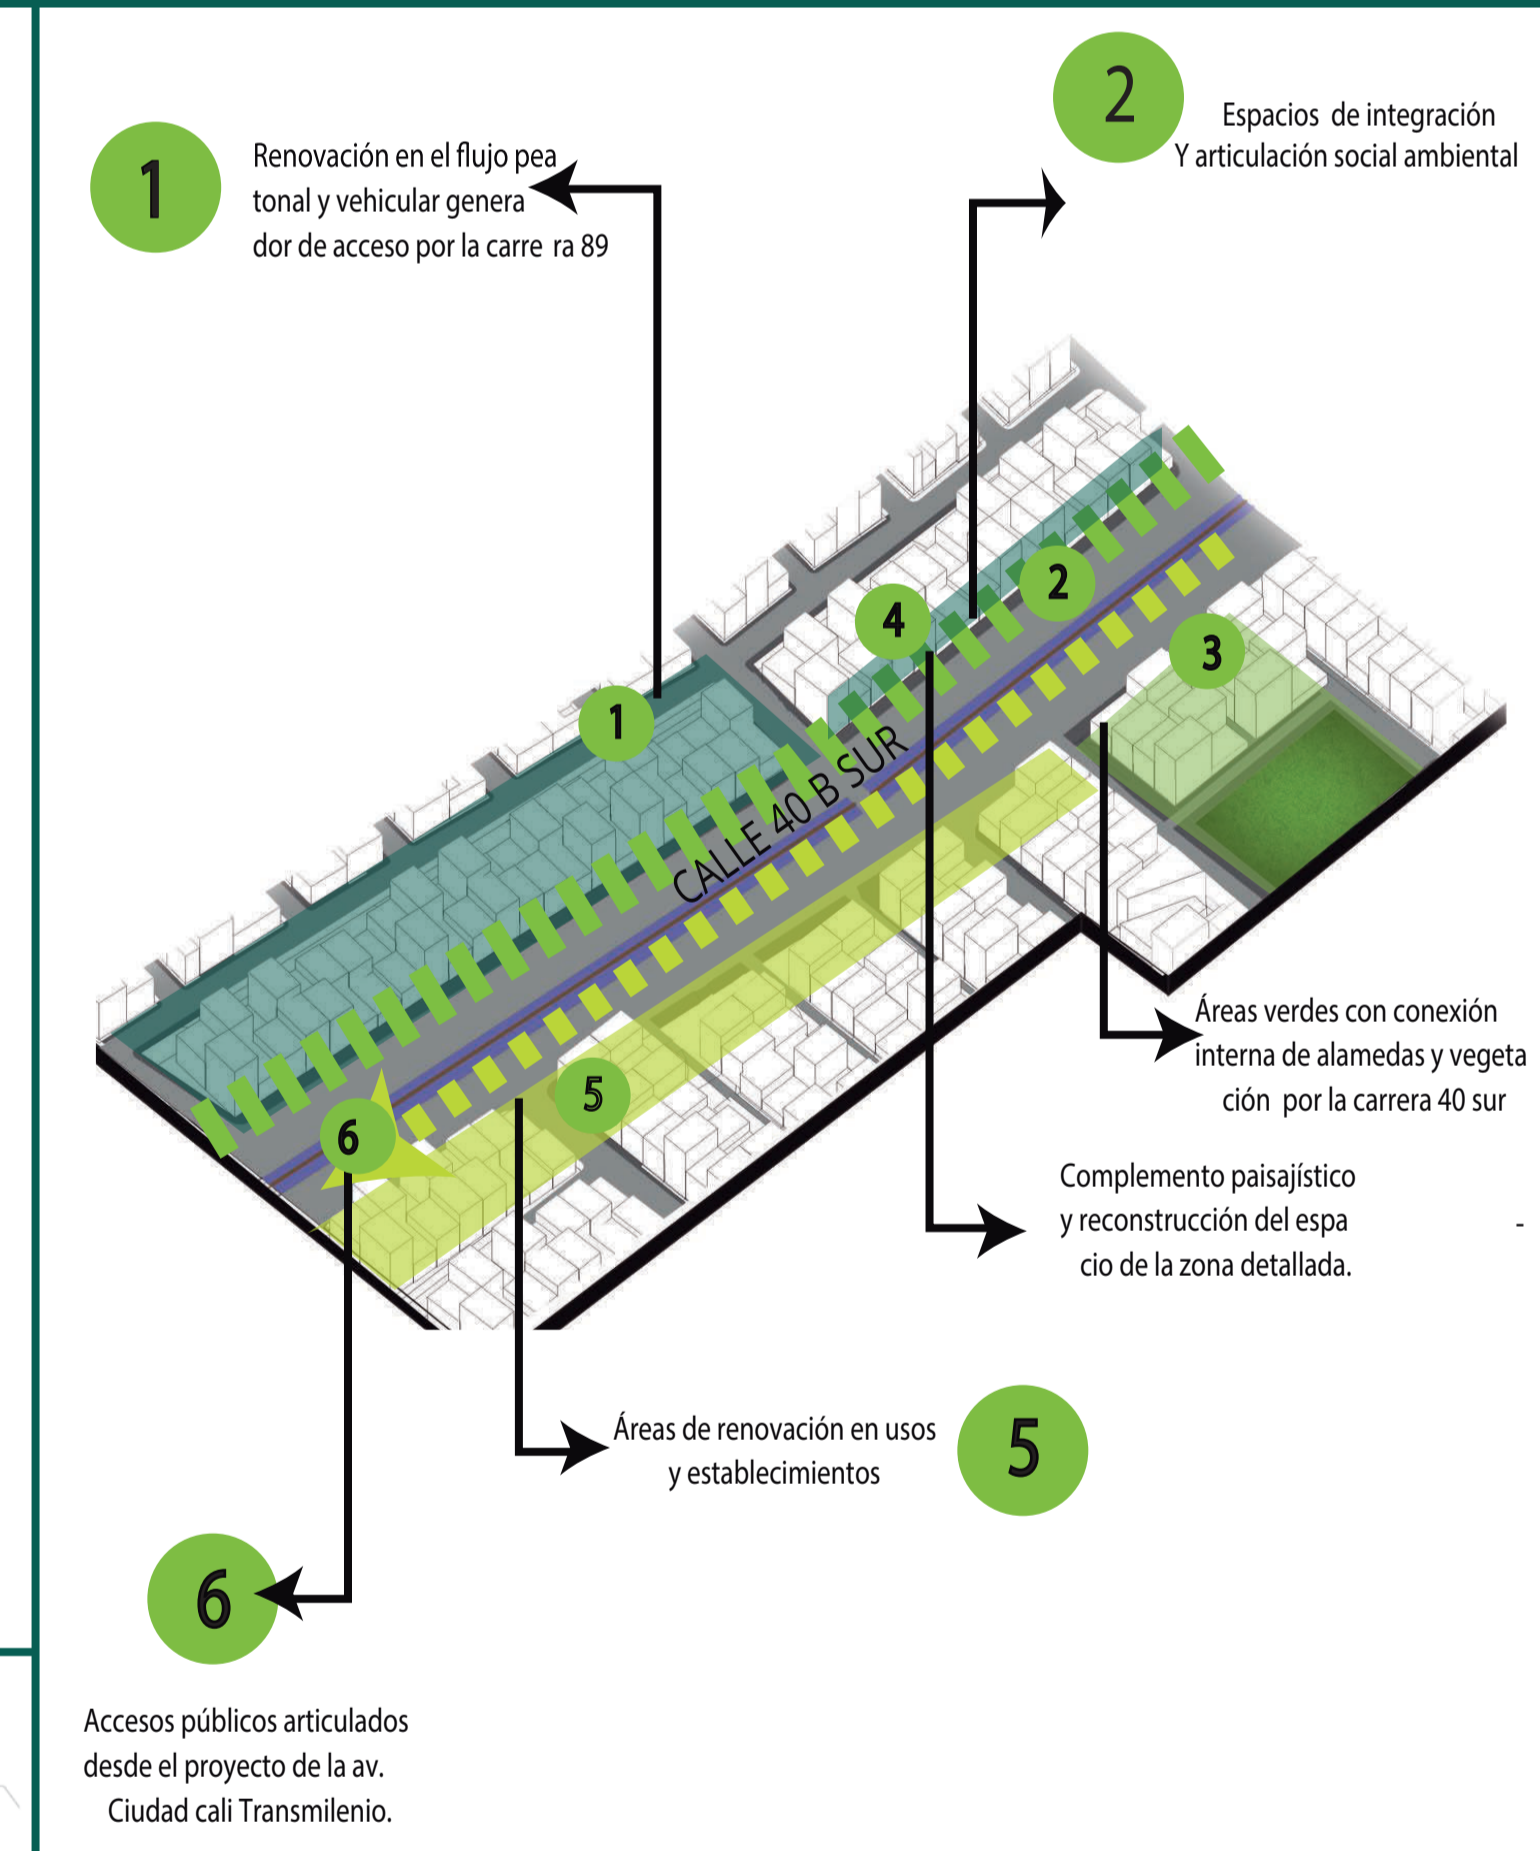 1
Renovación en el flujo pea
tonal y vehicular genera
dor de acceso por la carre ra 89
2
Espacios de integración
Y articulación social ambiental
2
4
3
1
CALLE 40 B SUR
5
6
Áreas verdes con conexión
interna de alamedas y vegeta
ción por la carrera 40 sur
Complemento paisajístico
y reconstrucción del espa -
cio de la zona detallada.
Áreas de renovación en usos
y establecimientos
5
6
Accesos públicos articulados
desde el proyecto de la av.
Ciudad cali Transmilenio.